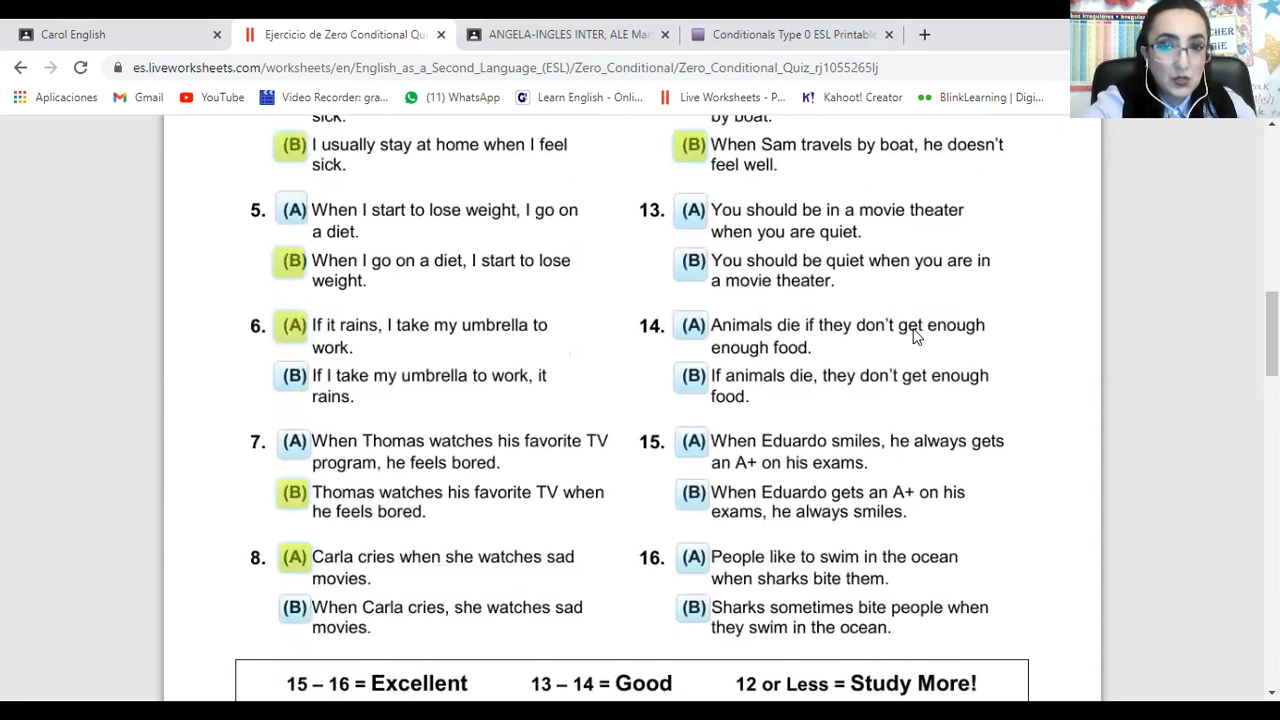 Carol English
Ejercicio de Zero Conditional Q
ANGELA-INGLES INTER, ALE M
Conditionals Type 0 ESL Printable
es.liveworksheets.com/worksheets/en/English_as_a_Second_Language_(ESL)/Zero_Conditional/Zero_Conditional_Quiz_rj1055265lj
Aplicaciones
Gmail
YouTube
Video Recorder: gra...
(11) WhatsApp
Learn English - Onli...
Live Worksheets - P...
Kahoot! Creator
BlinkLearning | Digi...
sick.
(B) I usually stay at home when I feel
sick.
5. (A) When I start to lose weight, I go on
a diet.
(B) When I go on a diet, I start to lose
weight.
6. (A) If it rains, I take my umbrella to
work.
(B) If I take my umbrella to work, it
rains.
7. (A) When Thomas watches his favorite TV
program, he feels bored.
(B) Thomas watches his favorite TV when
he feels bored.
8. (A) Carla cries when she watches sad
movies.
(B) When Carla cries, she watches sad
movies.
by boat.
(B) When Sam travels by boat, he doesn't
feel well.
13. (A) You should be in a movie theater
when you are quiet.
(B) You should be quiet when you are in
a movie theater.
14. (A) Animals die if they don't get enough
enough food.
(B) If animals die, they don't get enough
food.
15. (A) When Eduardo smiles, he always gets
an A+ on his exams.
(B) When Eduardo gets an A+ on his
exams, he always smiles.
16. (A) People like to swim in the ocean
when sharks bite them.
(B) Sharks sometimes bite people when
they swim in the ocean.
15 – 16 = Excellent
13 – 14 = Good
12 or Less = Study More!